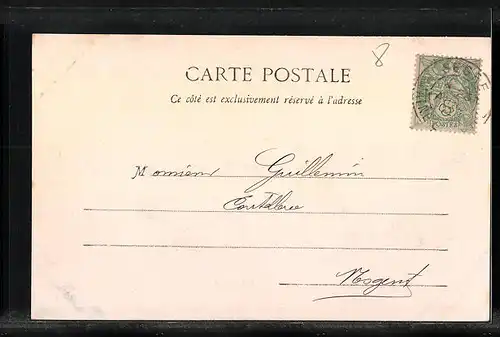 8
CARTE POSTALE
Ce côté est exclusivement réservé à l'adresse
Monsieur Guillemin
Nogent